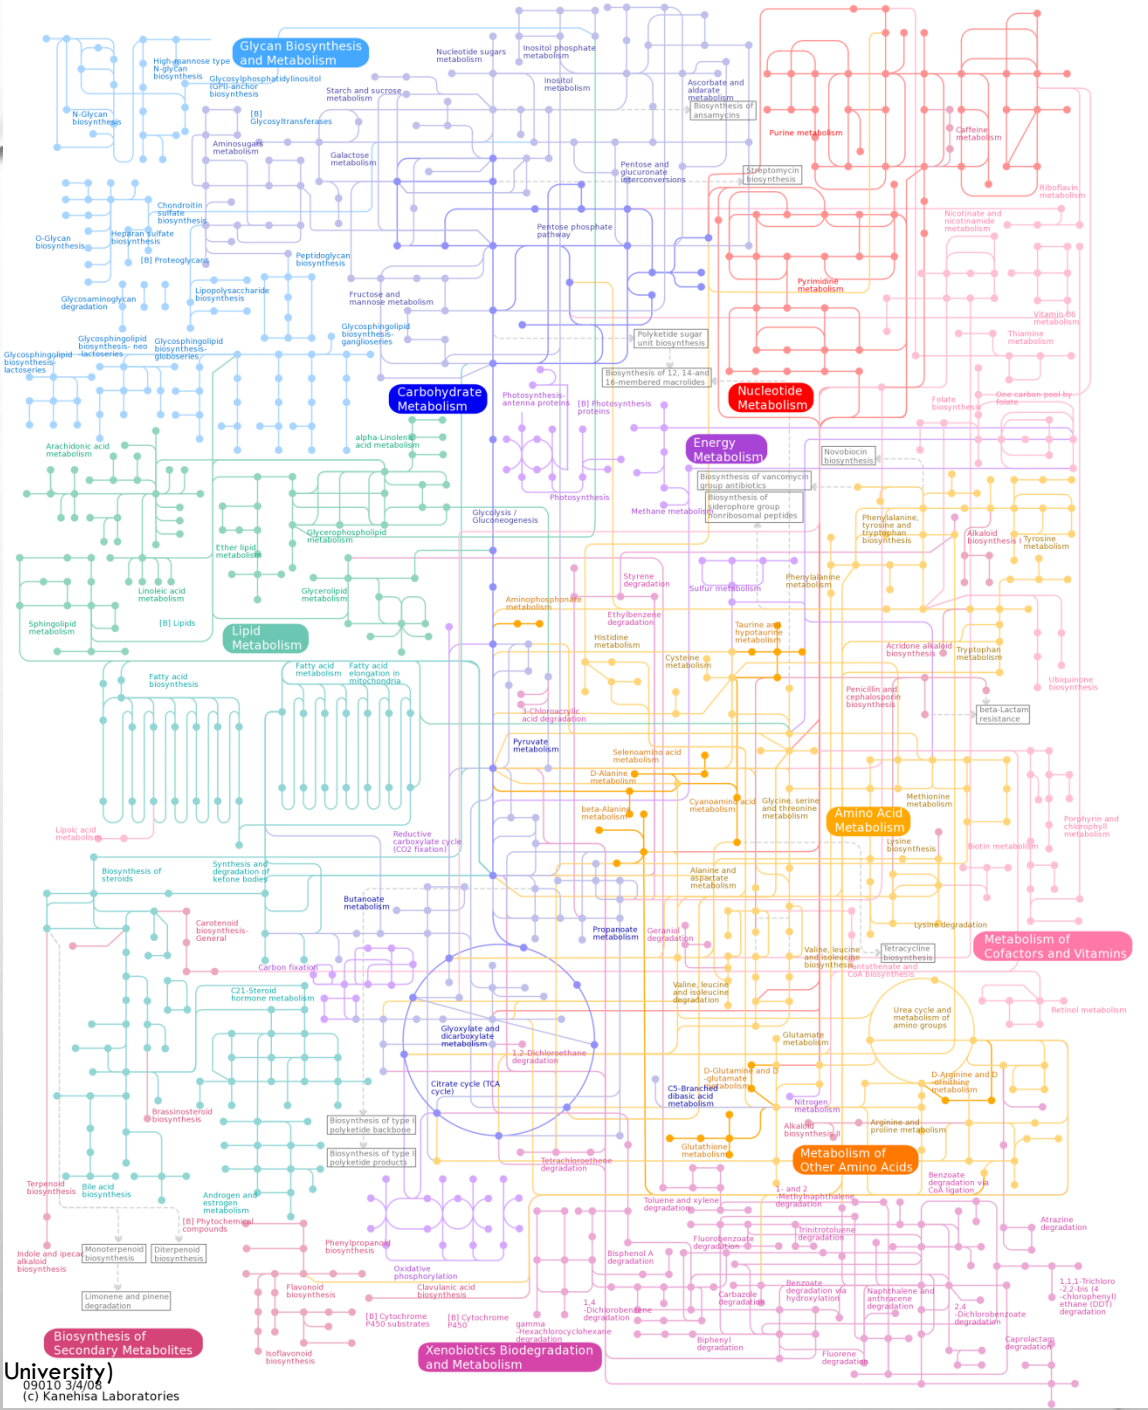 Glycan Biosynthesis
and Metabolism
Nucleotide sugars
metabolism
Inositol phosphate
metabolism
High-mannose type
N-glycan
biosynthesis
Glycosylphosphatidylinositol
(GPI)-anchor
biosynthesis
Starch and sucrose
metabolism
Inositol
metabolism
Ascorbate and
aldarate
metabolism
Biosynthesis of
ansamycins
N-Glycan
biosynthesis
[B]
Glycosyltransferases
Purine metabolism
Caffeine
metabolism
Aminosugars
metabolism
Galactose
metabolism
Pentose and
glucuronate
interconversions
Streptomycin
biosynthesis
Riboflavin
metabolism
Chondroitin
sulfate
biosynthesis
Nicotinate and
nicotinamide
metabolism
O-Glycan
biosynthesis
Heparan sulfate
biosynthesis
Pentose phosphate
pathway
[B] Proteoglycans
Peptidoglycan
biosynthesis
Pyrimidine
metabolism
Glycosaminoglycan
degradation
Lipopolysaccharide
biosynthesis
Fructose and
mannose metabolism
Vitamin B6
metabolism
Glycosphingolipid
biosynthesis-
lactoseries
Glycosphingolipid
biosynthesis- neo
-lactoseries
Glycosphingolipid
biosynthesis-
globoseries
Glycosphingolipid
biosynthesis-
ganglioseries
Polyketide sugar
unit biosynthesis
Thiamine
metabolism
Biosynthesis of 12, 14-and
16-membered macrolides
Carbohydrate
Metabolism
Photosynthesis-
antenna proteins
[B] Photosynthesis
proteins
Nucleotide
Metabolism
Folate
biosynthesis
One carbon pool by
folate
Arachidonic acid
metabolism
alpha-Linolenic
acid metabolism
Energy
Metabolism
Novobiocin
biosynthesis
Photosynthesis
Biosynthesis of vancomycin
group antibiotics
Biosynthesis of
siderophore group
nonribosomal peptides
Methane metabolism
Glycolysis /
Gluconeogenesis
Phenylalanine,
tyrosine and
tryptophan
biosynthesis
Alkaloid
biosynthesis I
Tyrosine
metabolism
Ether lipid
metabolism
Glycerophospholipid
metabolism
Linoleic acid
metabolism
Glycerolipid
metabolism
Styrene
degradation
Sulfur metabolism
Phenylalanine
metabolism
Aminophosphonate
metabolism
Ethylbenzene
degradation
Sphingolipid
metabolism
[B] Lipids
Lipid
Metabolism
Histidine
metabolism
Taurine and
hypotaurine
metabolism
Cysteine
metabolism
Acridone alkaloid
biosynthesis
Tryptophan
metabolism
Fatty acid
biosynthesis
Fatty acid
metabolism
Fatty acid
elongation in
mitochondria
Penicillin and
cephalosporin
biosynthesis
Ubiquinone
biosynthesis
3-Chloroacrylic
acid degradation
beta-Lactam
resistance
Pyruvate
metabolism
Selenoamino acid
metabolism
D-Alanine
metabolism
beta-Alanine
metabolism
Cyanoamino acid
metabolism
Glycine, serine
and threonine
metabolism
Methionine
metabolism
Amino Acid
Metabolism
Lipoic acid
metabolism
Reductive
carboxylate cycle
(CO2 fixation)
Lysine
biosynthesis
Biotin metabolism
Porphyrin and
chlorophyll
metabolism
Biosynthesis of
steroids
Synthesis and
degradation of
ketone bodies
Alanine and
aspartate
metabolism
Butanoate
metabolism
Carotenoid
biosynthesis-
General
Propanoate
metabolism
Geraniol
degradation
Lysine degradation
Metabolism of
Cofactors and Vitamins
Valine, leucine
and isoleucine
biosynthesis
Tetracycline
biosynthesis
Pantothenate and
CoA biosynthesis
Carbon fixation
C21-Steroid
hormone metabolism
Valine, leucine
and isoleucine
degradation
Urea cycle and
metabolism of
amino groups
Retinol metabolism
Glyoxylate and
dicarboxylate
metabolism
Glutamate
metabolism
1,2-Dichloroethane
degradation
Citrate cycle (TCA
cycle)
C5-Branched
dibasic acid
metabolism
D-Glutamine and D
-glutamate
metabolism
D-Arginine and D
-ornithine
metabolism
Nitrogen
metabolism
Brassinosteroid
biosynthesis
Biosynthesis of type II
polyketide backbone
Alkaloid
biosynthesis II
Arginine and
proline metabolism
Biosynthesis of type II
polyketide products
Tetrachloroethene
degradation
Glutathione
metabolism
Metabolism of
Other Amino Acids
Terpenoid
biosynthesis
Bile acid
biosynthesis
Androgen and
estrogen
metabolism
Benzoate
degradation via
CoA ligation
Toluene and xylene
degradation
1- and 2
-Methylnaphthalene
degradation
[B] Phytochemical
compounds
Atrazine
degradation
Trinitrotoluene
degradation
Fluorobenzoate
degradation
Indole and ipecac
alkaloid
biosynthesis
Monoterpenoid
biosynthesis
Diterpenoid
biosynthesis
Phenylpropanoid
biosynthesis
Bisphenol A
degradation
Oxidative
phosphorylation
Limonene and pinene
degradation
Flavonoid
biosynthesis
Clavulanic acid
biosynthesis
Carbazole
degradation
Benzoate
degradation via
hydroxylation
Naphthalene and
anthracene
degradation
1,1,1-Trichloro
-2,2-bis (4
-chlorophenyl)
ethane (DDT)
degradation
[B] Cytochrome
P450 substrates
[B] Cytochrome
P450
1,4
-Dichlorobenzene
degradation
gamma
-Hexachlorocyclohexane
degradation
2,4
-Dichlorobenzoate
degradation
Biosynthesis of
Secondary Metabolites
Isoflavonoid
biosynthesis
Xenobiotics Biodegradation
and Metabolism
Biphenyl
degradation
Fluorene
degradation
Caprolactam
degradation
University)
09010 3/4/08
(c) Kanehisa Laboratories